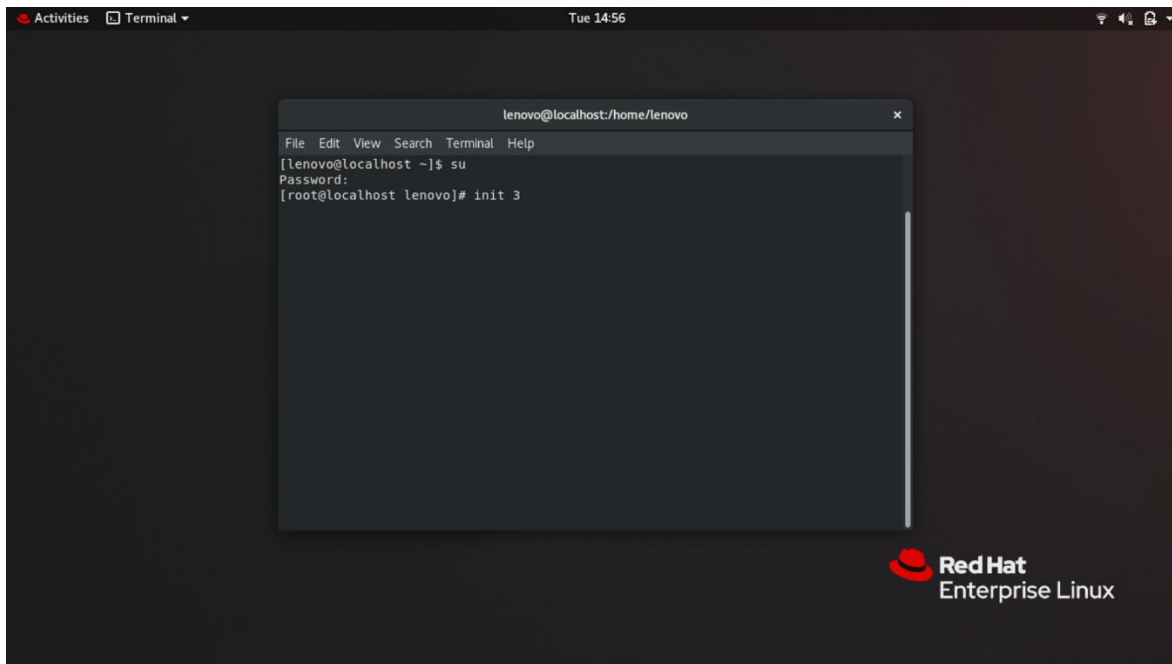 Activities Terminal Tue 14:56
lenovo@localhost:/home/lenovo ×
File Edit View Search Terminal Help
[lenovo@localhost ~]$ su
Password:
[root@localhost lenovo]# init 3
Red Hat
Enterprise Linux